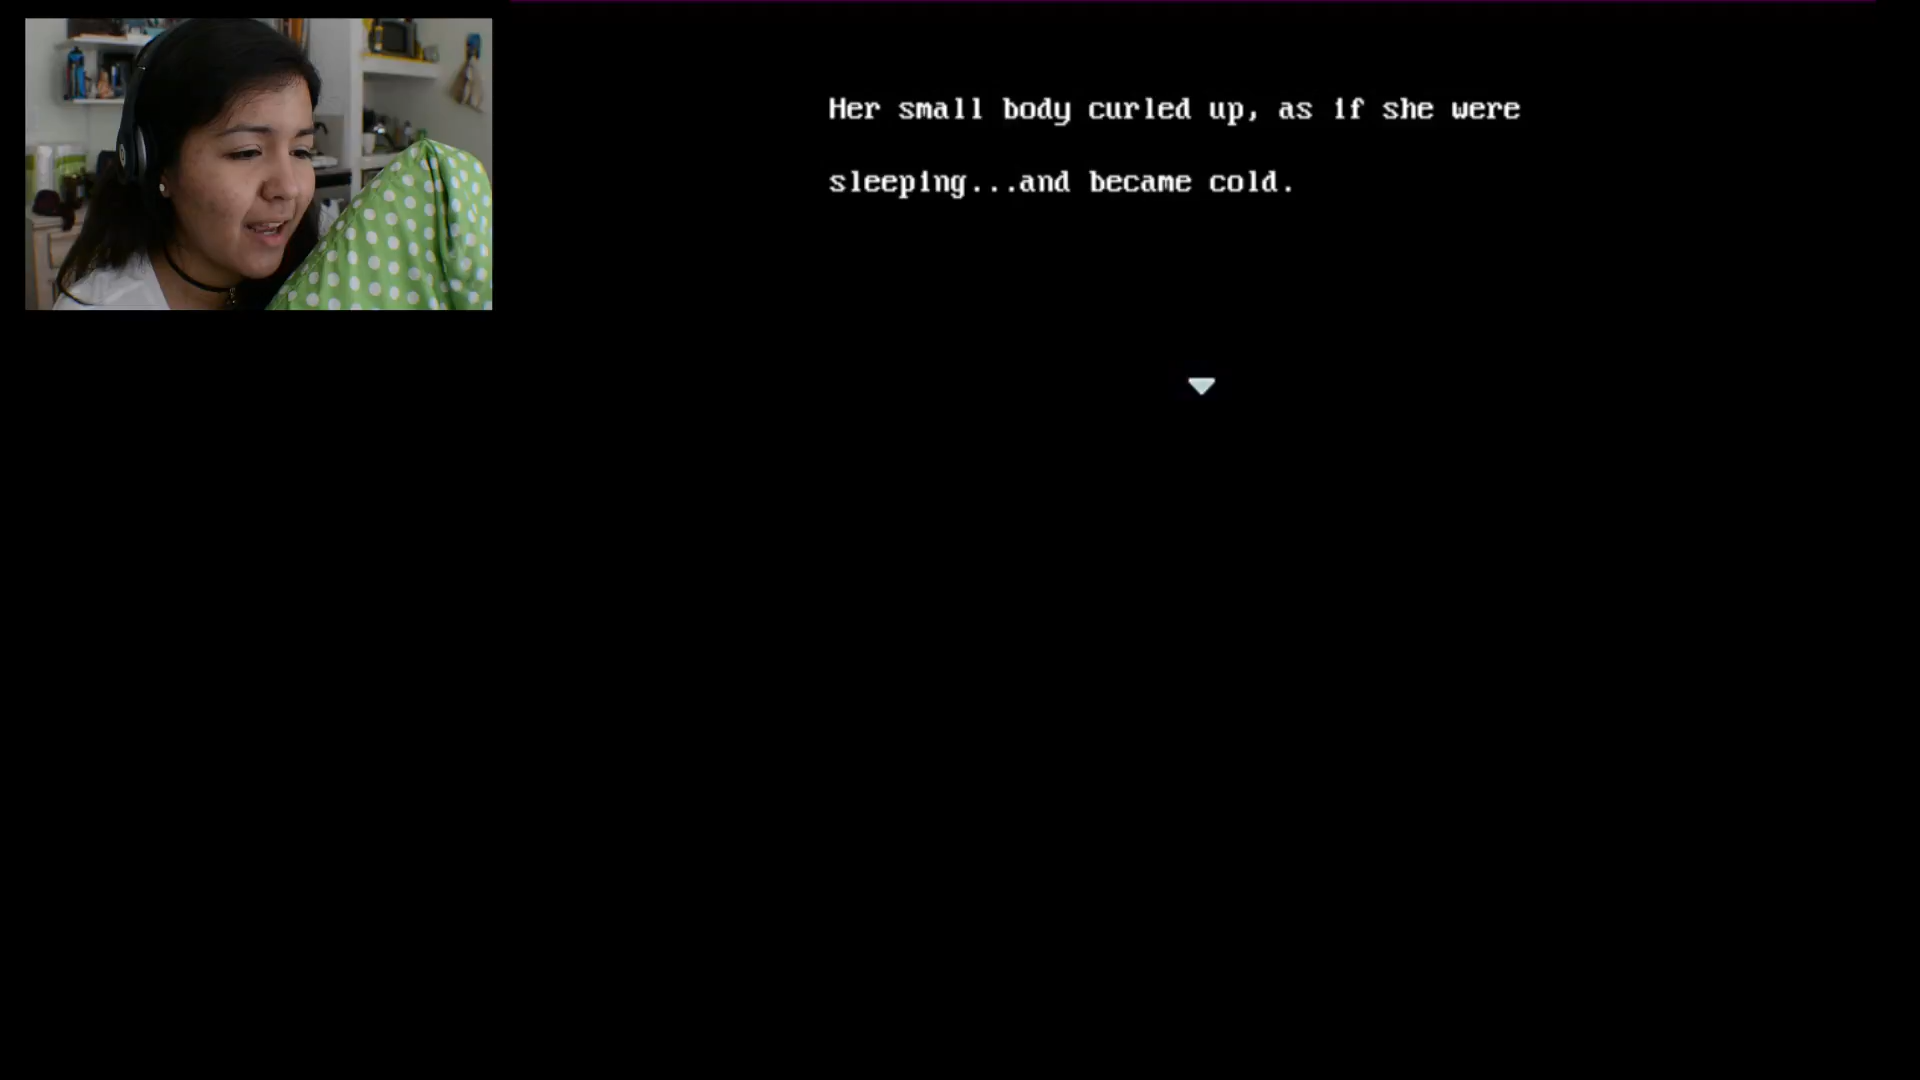 Her small body curled up, as if she were
sleeping...and became cold.